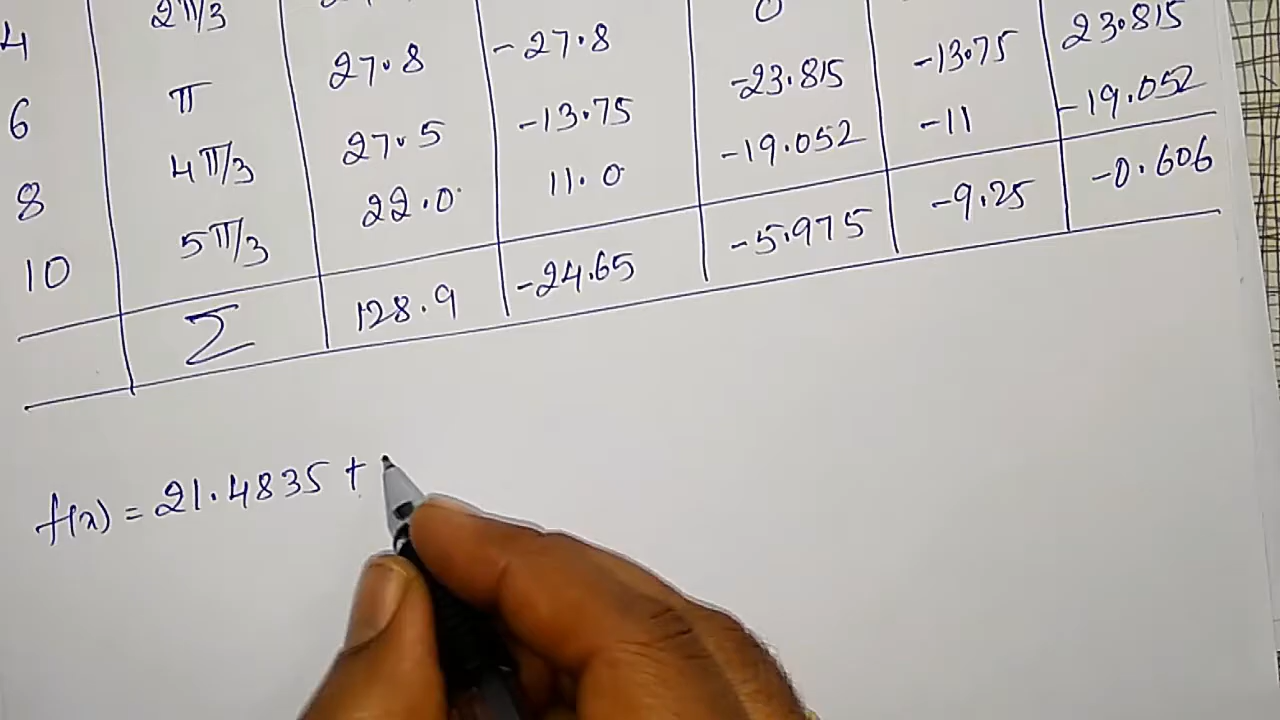 4 2π/3 0
6 π 27.8 -27.8 -23.815 -13.75 23.815
8 4π/3 27.5 -13.75 -19.052 -11 -19.052
10 5π/3 22.0 11.0
Σ 128.9 -24.65 -5.975 -9.25 -0.606
f(x) = 21.4835 +